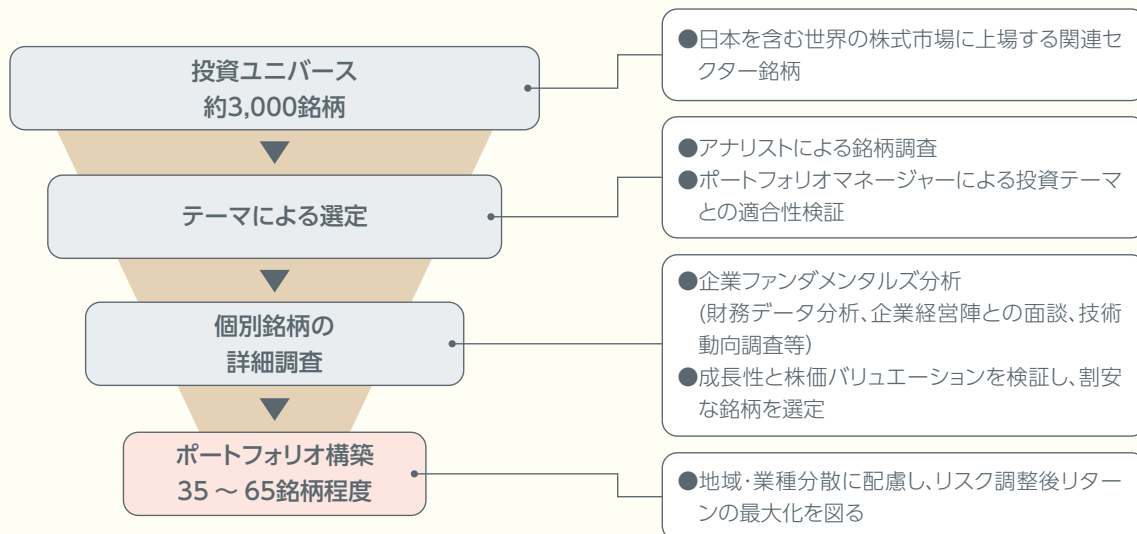 投資ユニバース
約3,000銘柄
●日本を含む世界の株式市場に上場する関連セ
クター銘柄
テーマによる選定
●アナリストによる銘柄調査
●ポートフォリオマネージャーによる投資テーマ
との適合性検証
個別銘柄の
詳細調査
●企業ファンダメンタルズ分析
(財務データ分析、企業経営陣との面談、技術
動向調査等)
●成長性と株価バリュエーションを検証し、割安
な銘柄を選定
ポートフォリオ構築
35～65銘柄程度
●地域・業種分散に配慮し、リスク調整後リター
ンの最大化を図る